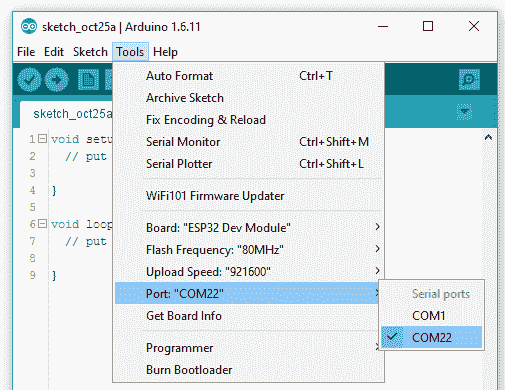 sketch_oct25a | Arduino 1.6.11
File Edit Sketch Tools Help
Auto Format Ctrl+T
Archive Sketch
Fix Encoding & Reload
Serial Monitor Ctrl+Shift+M
Serial Plotter Ctrl+Shift+L
WiFi101 Firmware Updater
Board: "ESP32 Dev Module"
Flash Frequency: "80MHz"
Upload Speed: "921600"
Port: "COM22"
Get Board Info
Programmer
Burn Bootloader
Serial ports
COM1
COM22
sketch_oct25a
1 void setu
2 // put
3
4 }
5
6 void loop
7 // put
8
9 }